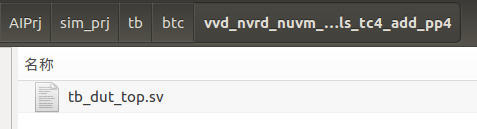 AIPrj sim_prj tb btc vvd_nvrd_nuvm_...ls_tc4_add_pp4
名称
tb_dut_top.sv